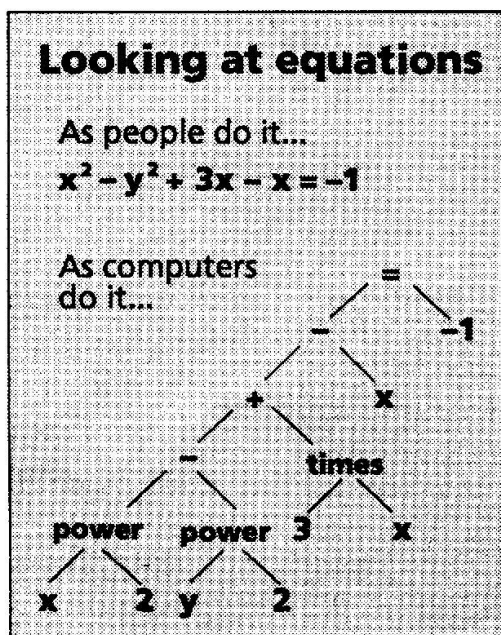 Looking at equations
As people do it...
x² – y² + 3x – x = –1
As computers
do it...
=
– –1
+ x
– times
power power 3 x
x 2 y 2